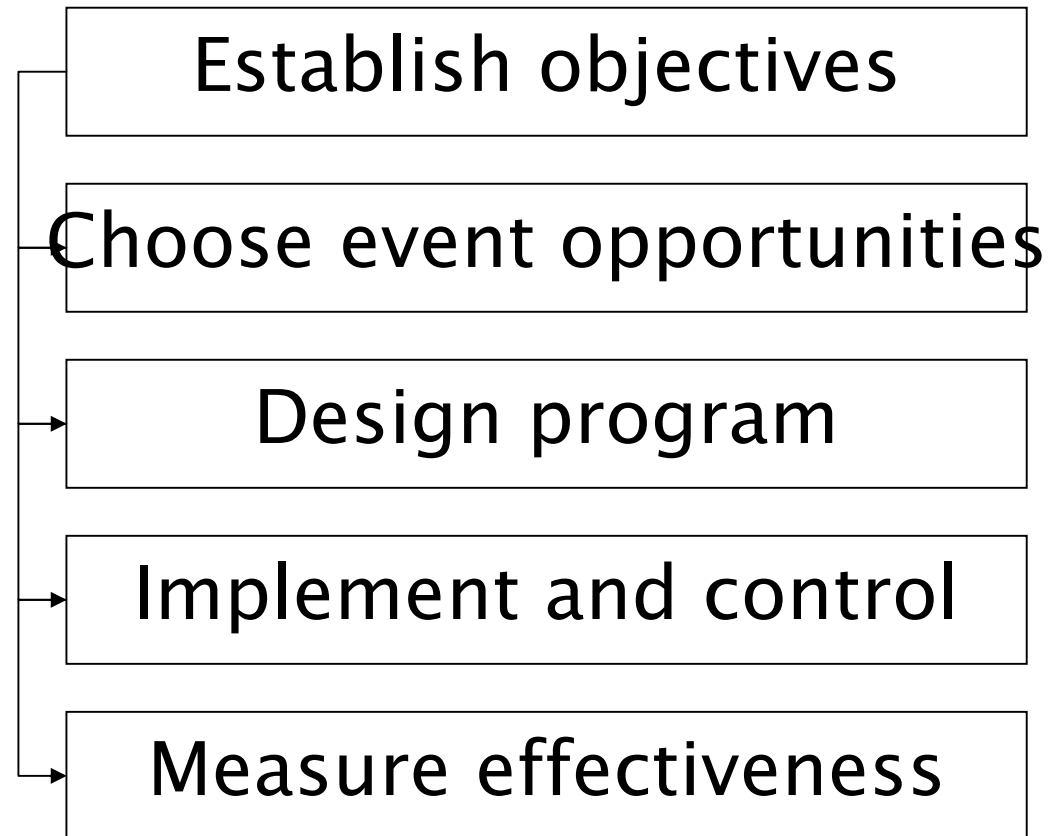 Establish objectives
Choose event opportunities
Design program
Implement and control
Measure effectiveness